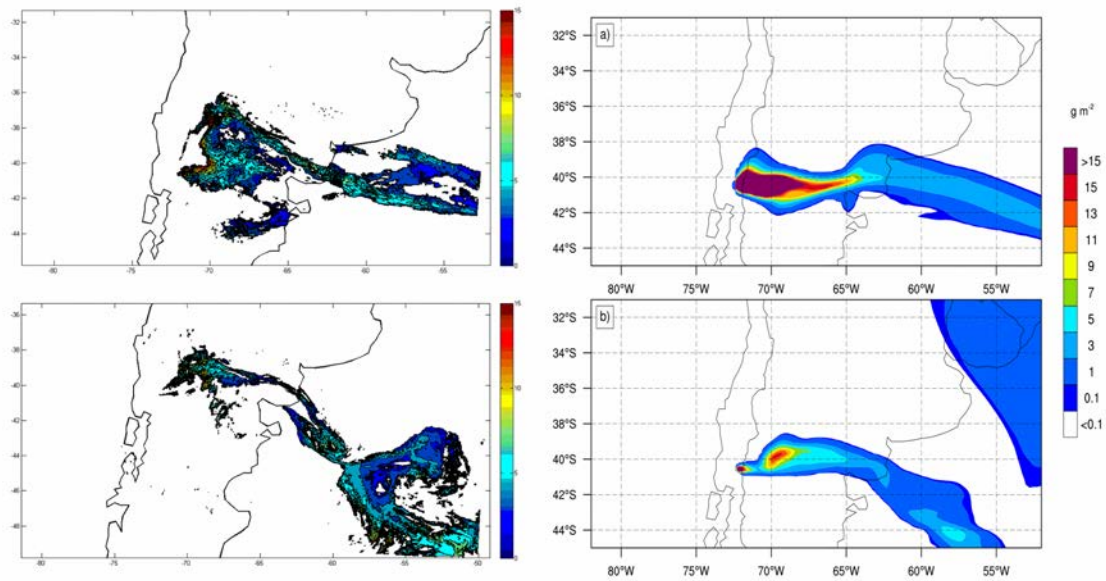 -32
-34
-36
-38
-40
-42
-44
-80 -75 -70 -65 -60 -55
15
10
5
0
a)
32°S
34°S
36°S
38°S
40°S
42°S
44°S
80°W 75°W 70°W 65°W 60°W 55°W
-36
-38
-40
-42
-44
-46
-48
-80 -75 -70 -65 -60
15
10
5
0
b)
32°S
34°S
36°S
38°S
40°S
42°S
44°S
80°W 75°W 70°W 65°W 60°W 55°W
g m⁻²
>15
15
13
11
9
7
5
3
1
0.1
<0.1